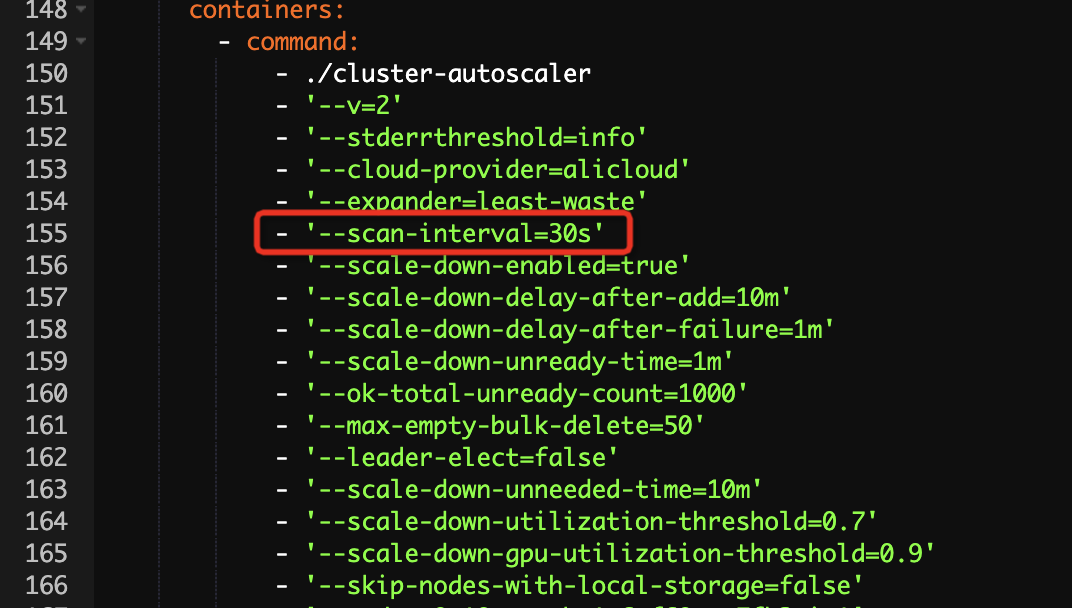 148 containers:
149 - command:
150 - ./cluster-autoscaler
151 - '--v=2'
152 - '--stderrthreshold=info'
153 - '--cloud-provider=alicloud'
154 - '--expander=least-waste'
155 - '--scan-interval=30s'
156 - '--scale-down-enabled=true'
157 - '--scale-down-delay-after-add=10m'
158 - '--scale-down-delay-after-failure=1m'
159 - '--scale-down-unready-time=1m'
160 - '--ok-total-unready-count=1000'
161 - '--max-empty-bulk-delete=50'
162 - '--leader-elect=false'
163 - '--scale-down-unneeded-time=10m'
164 - '--scale-down-utilization-threshold=0.7'
165 - '--scale-down-gpu-utilization-threshold=0.9'
166 - '--skip-nodes-with-local-storage=false'